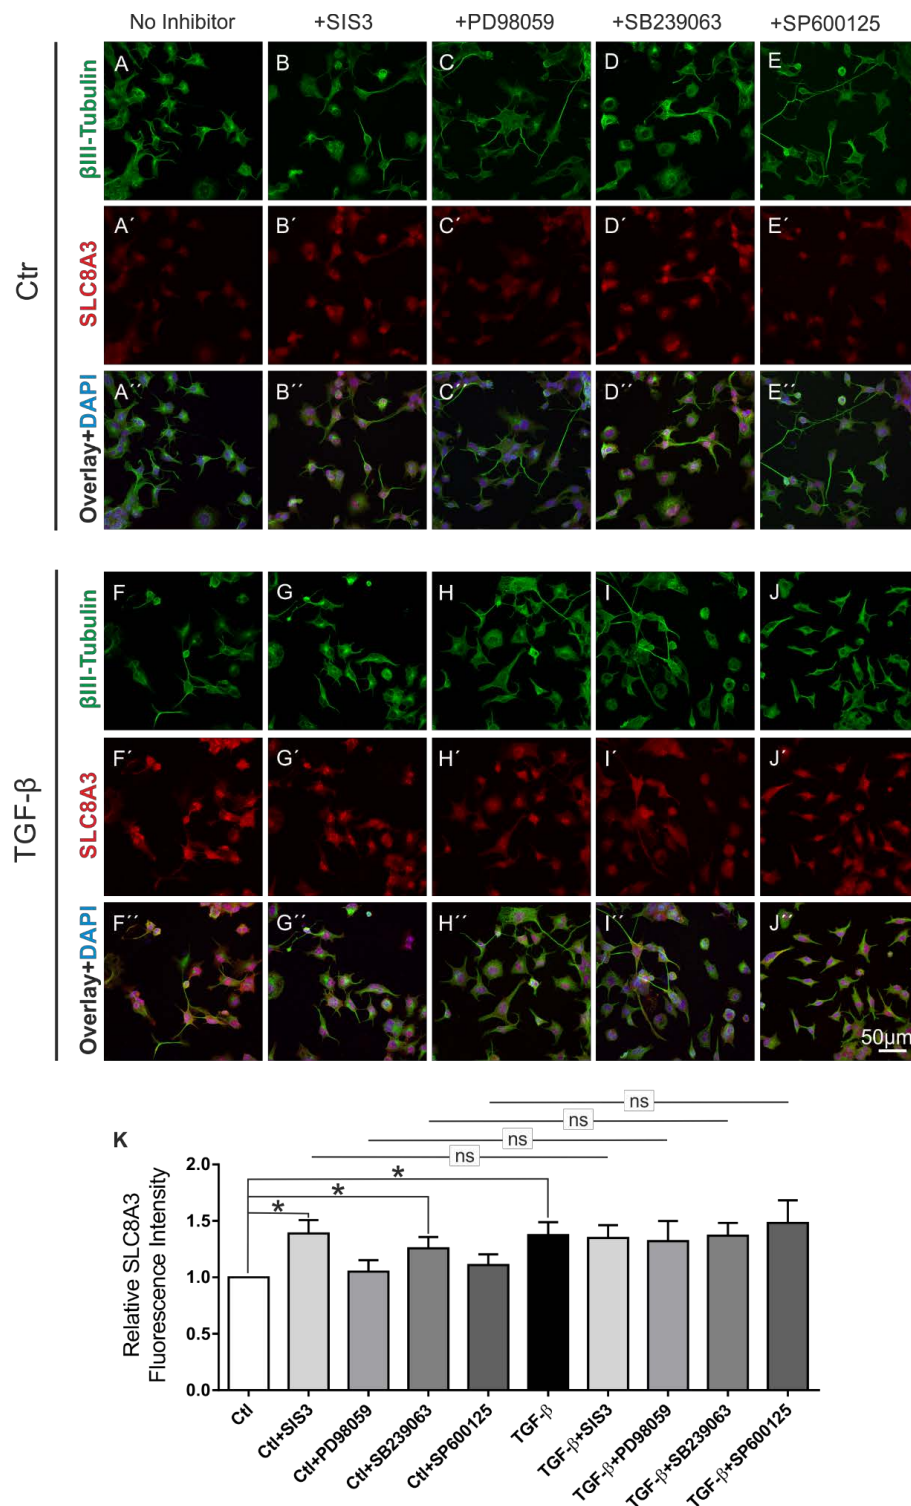 No Inhibitor +SIS3 +PD98059 +SB239063 +SP600125
Ctr
βIII-Tubulin
A B C D E
SLC8A3
A´ B´ C´ D´ E´
Overlay+DAPI
A´´ B´´ C´´ D´´ E´´
TGF-β
βIII-Tubulin
F G H I J
SLC8A3
F´ G´ H´ I´ J´
Overlay+DAPI
F´´ G´´ H´´ I´´ J´´
50µm
K
ns
ns
ns
ns
*
*
*
Relative SLC8A3
Fluorescence Intensity
2.0
1.5
1.0
0.5
0.0
Ctl
Ctl+SIS3
Ctl+PD98059
Ctl+SB239063
Ctl+SP600125
TGF-β
TGF-β+SIS3
TGF-β+PD98059
TGF-β+SB239063
TGF-β+SP600125